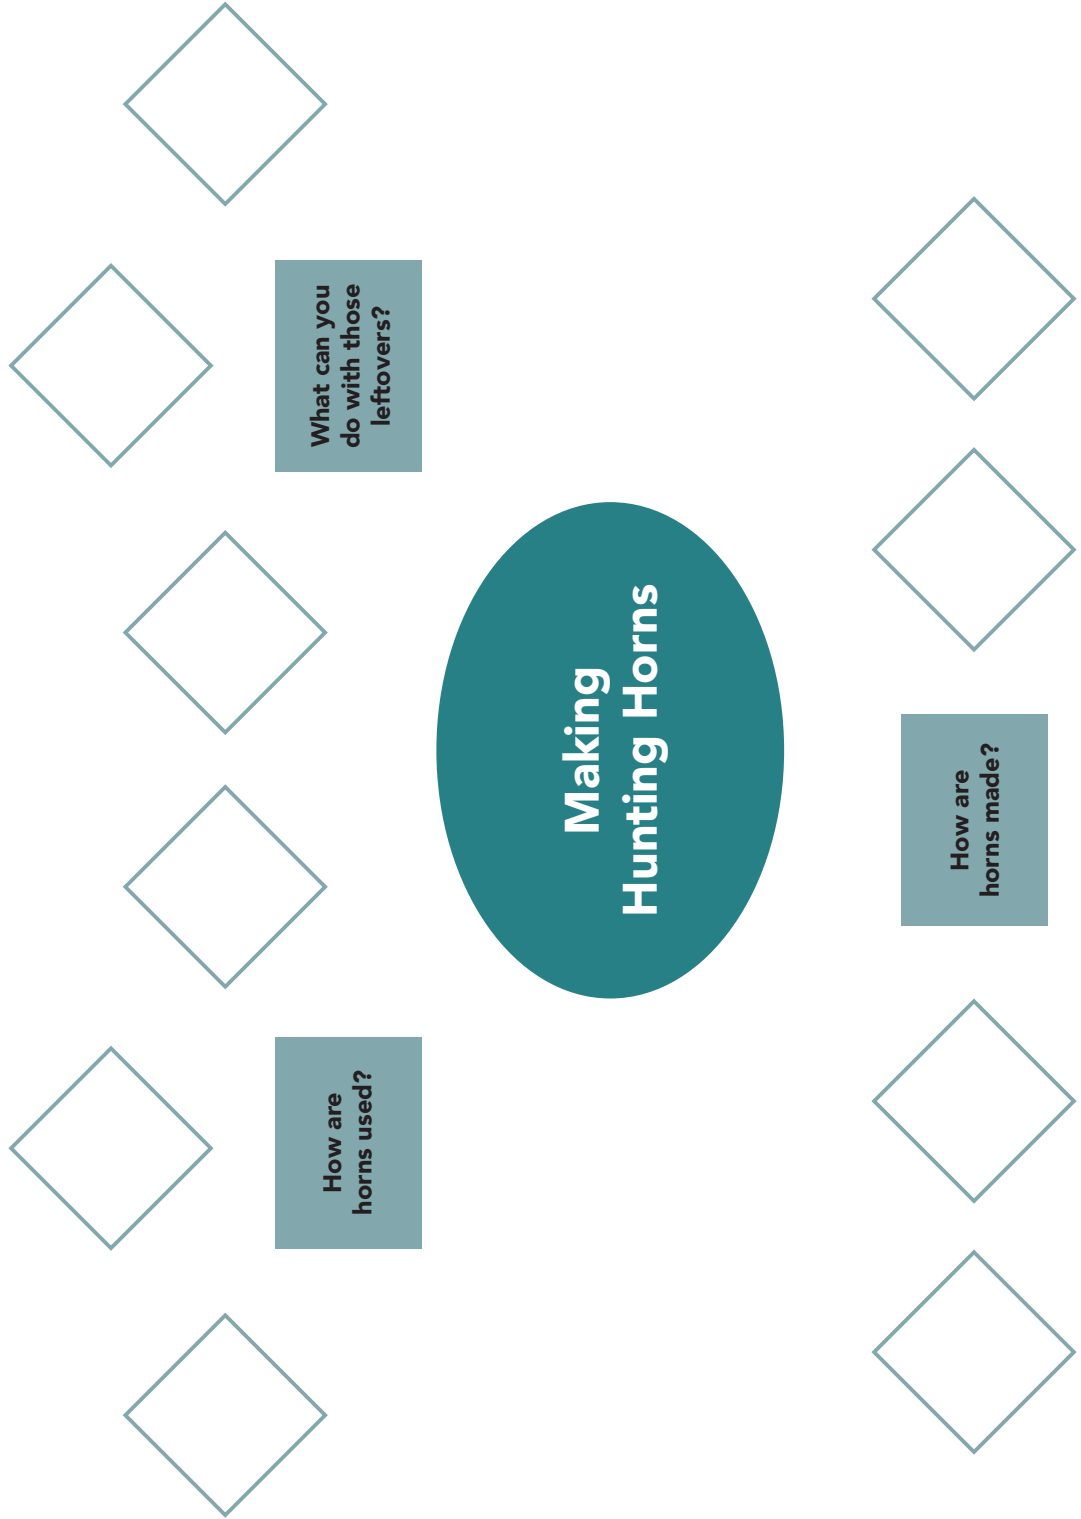 How are
horns used?
What can you
do with those
leftovers?
Making
Hunting Horns
How are
horns made?